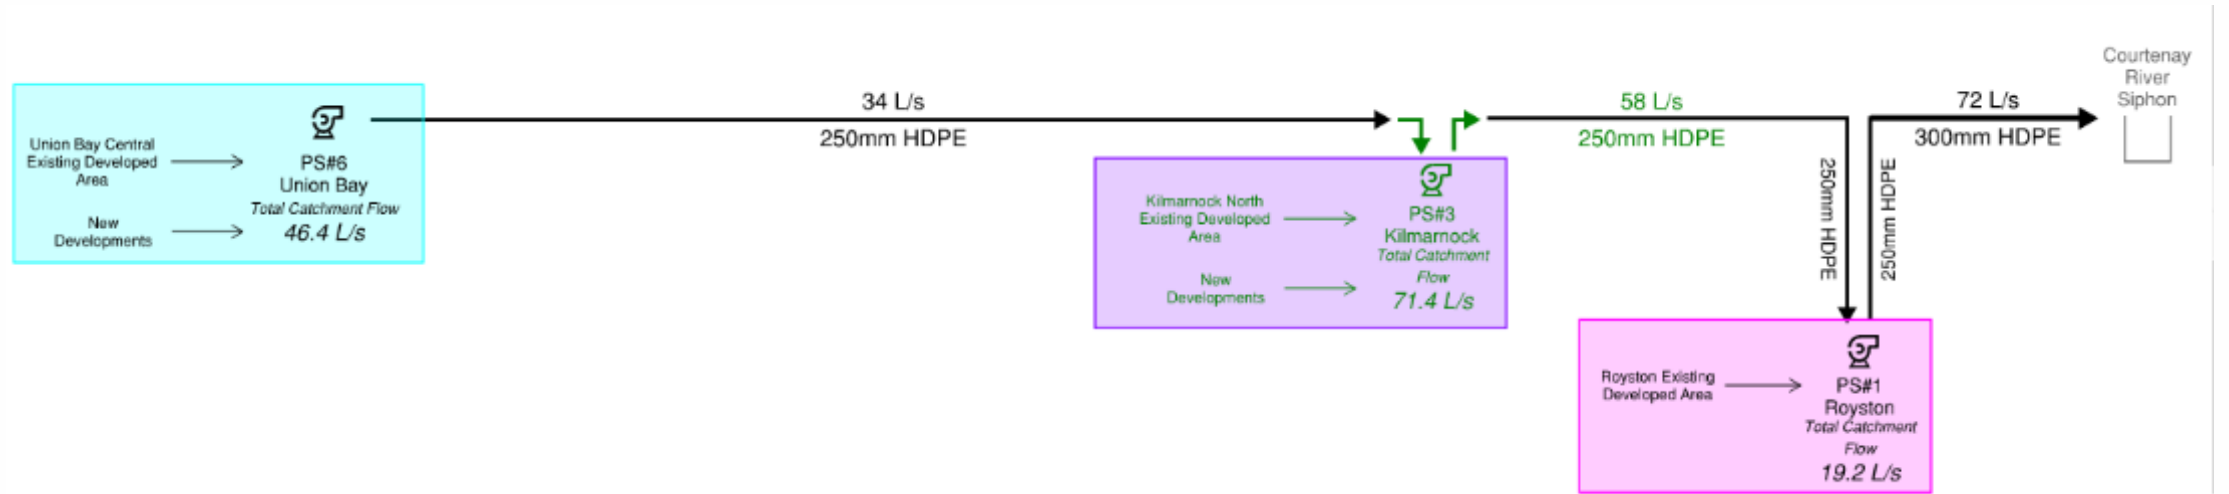 Union Bay Central
Existing Developed
Area
New
Developments
PS#6
Union Bay
Total Catchment Flow
46.4 L/s
34 L/s
250mm HDPE
Kilmarnock North
Existing Developed
Area
New
Developments
PS#3
Kilmarnock
Total Catchment
Flow
71.4 L/s
58 L/s
250mm HDPE
250mm HDPE
250mm HDPE
Royston Existing
Developed Area
PS#1
Royston
Total Catchment
Flow
19.2 L/s
72 L/s
300mm HDPE
Courtenay
River
Siphon